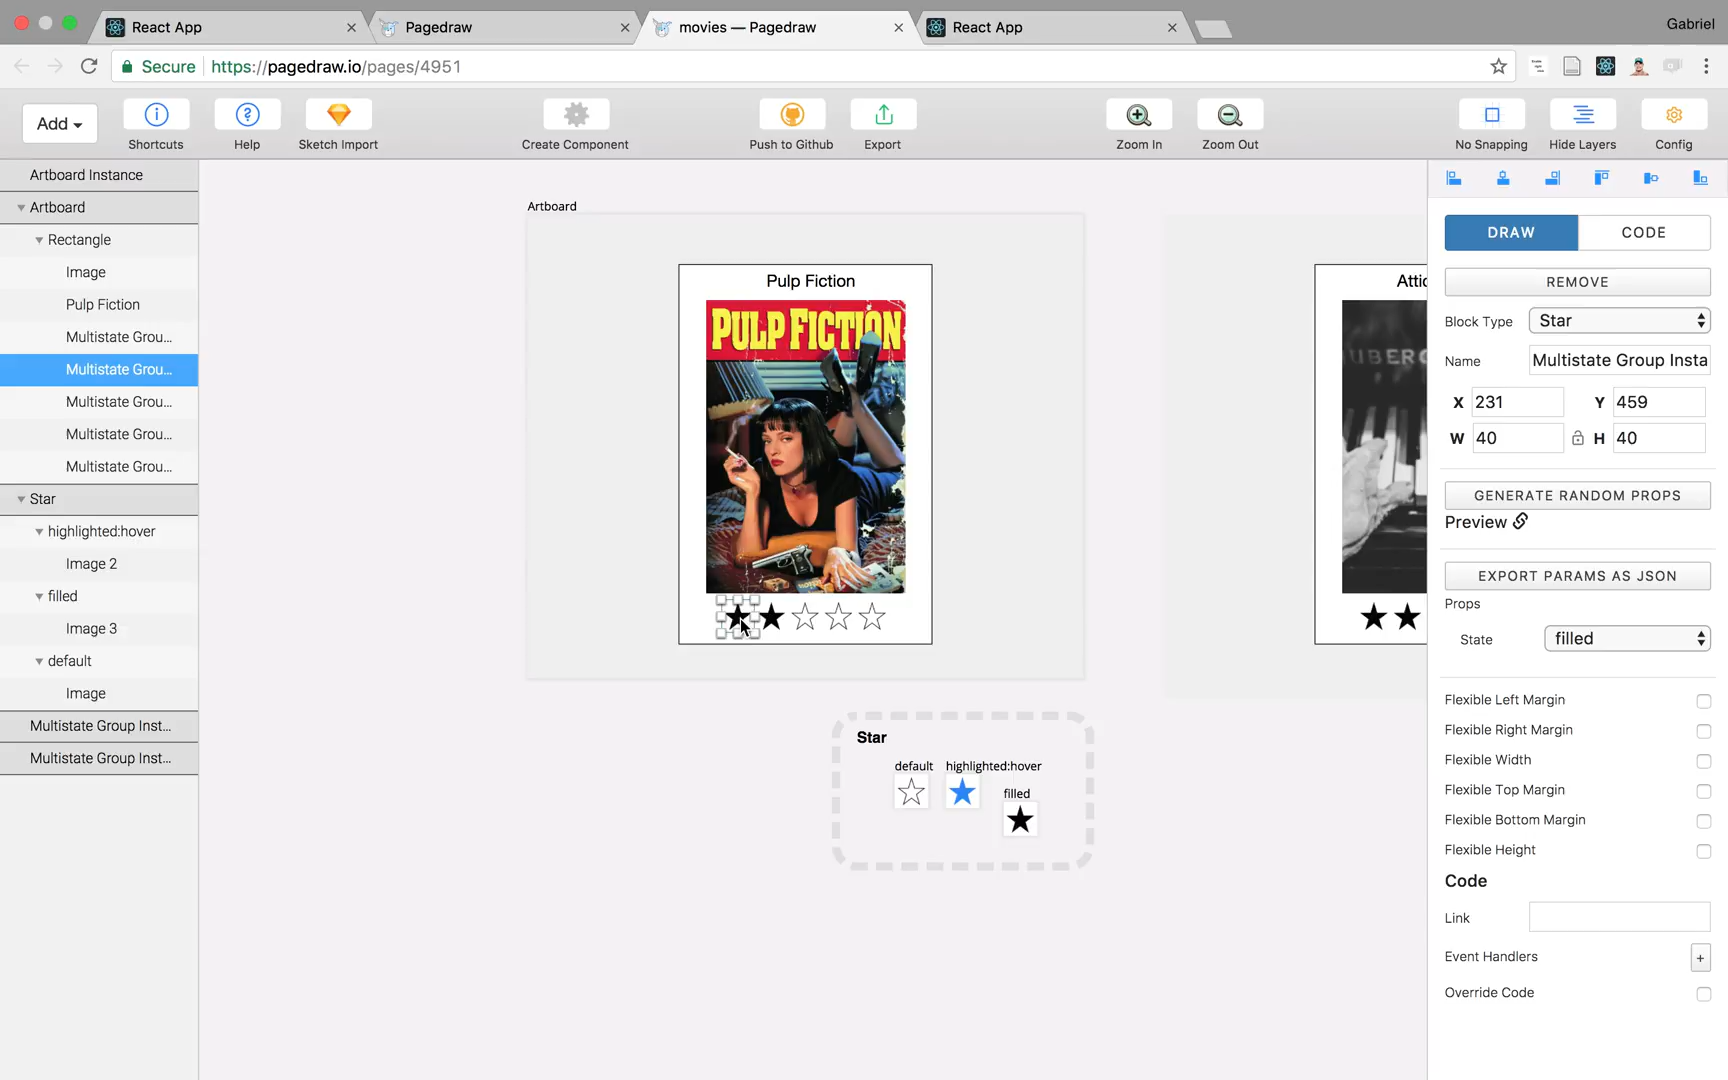 React App
Pagedraw
movies — Pagedraw
React App
Gabriel
Secure
https://pagedraw.io/pages/4951
Add
Shortcuts
Help
Sketch Import
Create Component
Push to Github
Export
Zoom In
Zoom Out
No Snapping
Hide Layers
Config
Artboard Instance
Artboard
Rectangle
Image
Pulp Fiction
Multistate Grou...
Multistate Grou...
Multistate Grou...
Multistate Grou...
Multistate Grou...
Star
highlighted:hover
Image 2
filled
Image 3
default
Image
Multistate Group Inst...
Multistate Group Inst...
Artboard
Pulp Fiction
PULP FICTION
Attic
UBERG
Star
default
highlighted:hover
filled
DRAW
CODE
REMOVE
Block Type
Star
Name
Multistate Group Insta
X
231
Y
459
W
40
H
40
GENERATE RANDOM PROPS
Preview
EXPORT PARAMS AS JSON
Props
State
filled
Flexible Left Margin
Flexible Right Margin
Flexible Width
Flexible Top Margin
Flexible Bottom Margin
Flexible Height
Code
Link
Event Handlers
+
Override Code